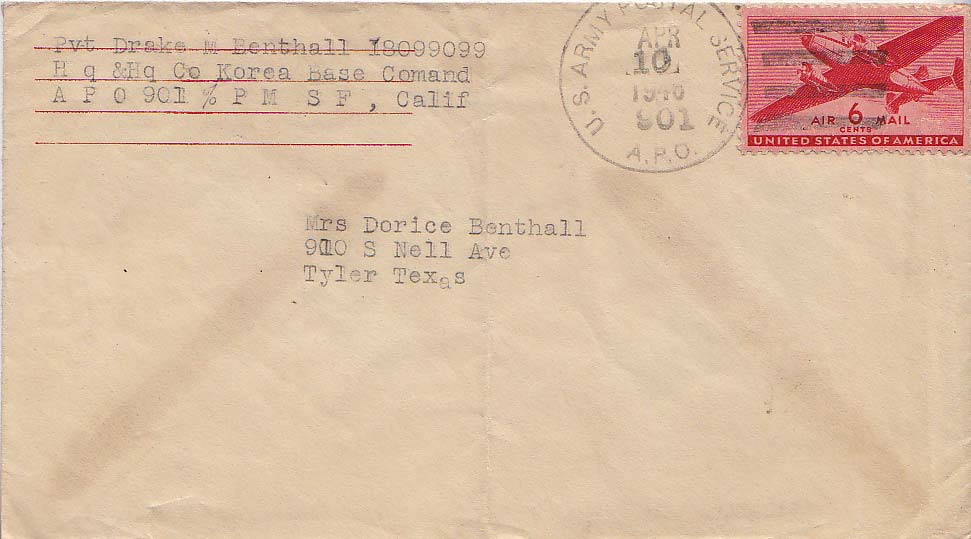 Pvt Drake M Benthall 18099099
H q &Hq Co Korea Base Comand
A P O 901 % P M S F , Calif
U.S. ARMY POSTAL SERVICE
APR
10
1946
901
A.P.O.
AIR 6 MAIL
CENTS
UNITED STATES OF AMERICA
Mrs Dorice Benthall
910 S Nell Ave
Tyler Texas